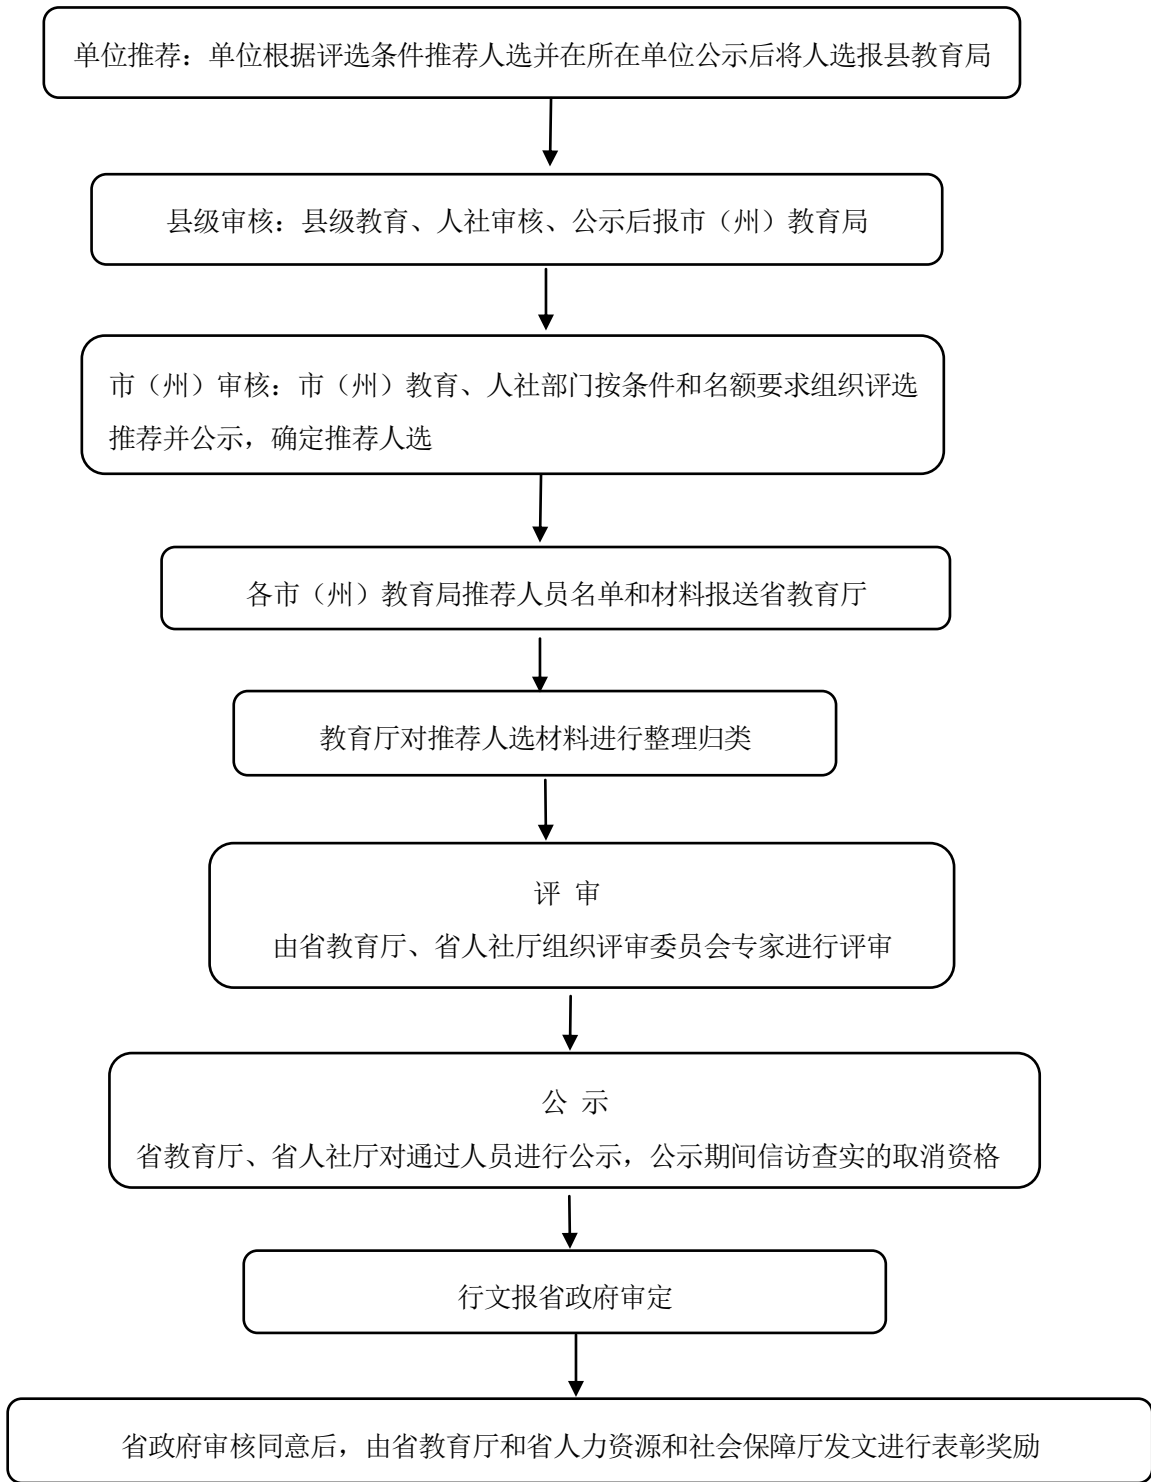 单位推荐：单位根据评选条件推荐人选并在所在单位公示后将人选报县教育局
县级审核：县级教育、人社审核、公示后报市（州）教育局
市（州）审核：市（州）教育、人社部门按条件和名额要求组织评选
推荐并公示，确定推荐人选
各市（州）教育局推荐人员名单和材料报送省教育厅
教育厅对推荐人选材料进行整理归类
评 审
由省教育厅、省人社厅组织评审委员会专家进行评审
公 示
省教育厅、省人社厅对通过人员进行公示，公示期间信访查实的取消资格
行文报省政府审定
省政府审核同意后，由省教育厅和省人力资源和社会保障厅发文进行表彰奖励